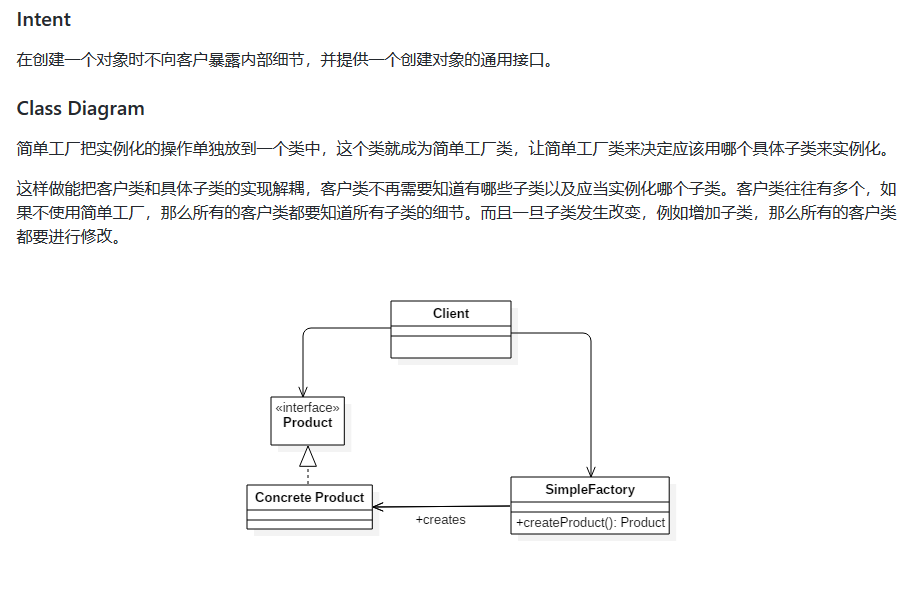 Intent
在创建一个对象时不向客户暴露内部细节，并提供一个创建对象的通用接口。
Class Diagram
简单工厂把实例化的操作单独放到一个类中，这个类就成为简单工厂类，让简单工厂类来决定应该用哪个具体子类来实例化。
这样做能把客户类和具体子类的实现解耦，客户类不再需要知道有哪些子类以及应当实例化哪个子类。客户类往往有多个，如
果不使用简单工厂，那么所有的客户类都要知道所有子类的细节。而且一旦子类发生改变，例如增加子类，那么所有的客户类
都要进行修改。
Client
«interface»
Product
Concrete Product
SimpleFactory
+creates
+createProduct(): Product